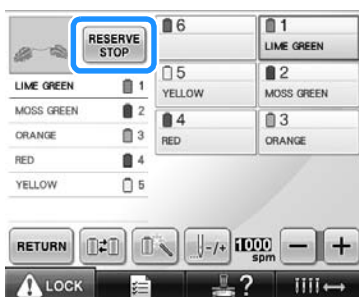 RESERVE
STOP
LIME GREEN 1
MOSS GREEN 2
ORANGE 3
RED 4
YELLOW 5
6
1
LIME GREEN
5
YELLOW
2
MOSS GREEN
4
RED
3
ORANGE
RETURN
-/+
1000
spm
−
+
LOCK
?